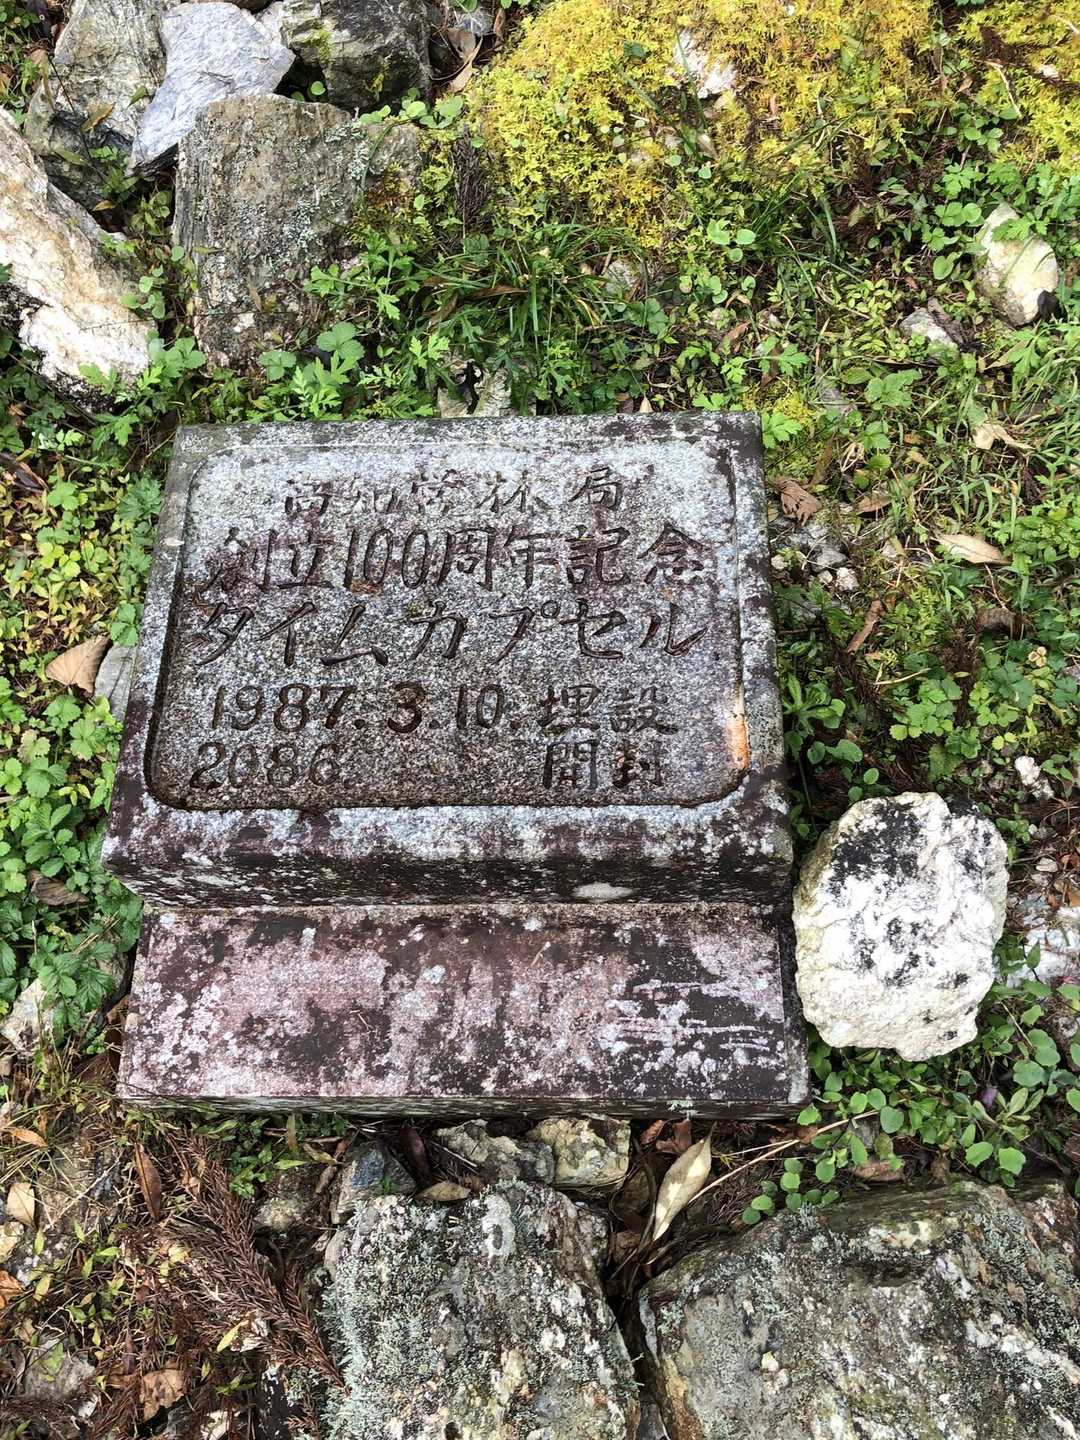 高知営林局
創立100周年記念
タイムカプセル
1987.3.10.埋設
2086. 開封